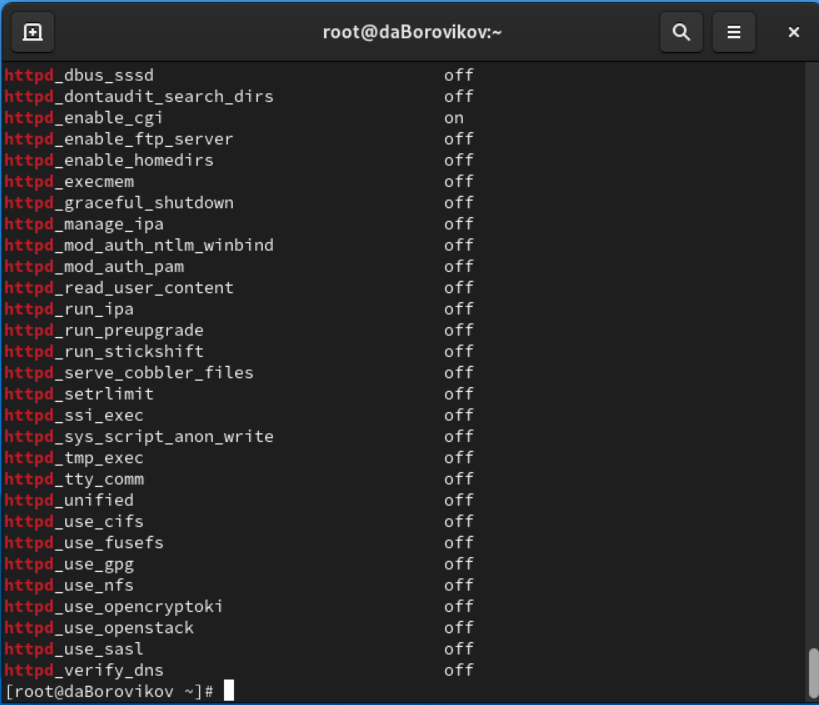 root@daBorovikov:~
httpd_dbus_sssd off
httpd_dontaudit_search_dirs off
httpd_enable_cgi on
httpd_enable_ftp_server off
httpd_enable_homedirs off
httpd_execmem off
httpd_graceful_shutdown off
httpd_manage_ipa off
httpd_mod_auth_ntlm_winbind off
httpd_mod_auth_pam off
httpd_read_user_content off
httpd_run_ipa off
httpd_run_preupgrade off
httpd_run_stickshift off
httpd_serve_cobbler_files off
httpd_setrlimit off
httpd_ssi_exec off
httpd_sys_script_anon_write off
httpd_tmp_exec off
httpd_tty_comm off
httpd_unified off
httpd_use_cifs off
httpd_use_fusefs off
httpd_use_gpg off
httpd_use_nfs off
httpd_use_opencryptoki off
httpd_use_openstack off
httpd_use_sasl off
httpd_verify_dns off
[root@daBorovikov ~]#